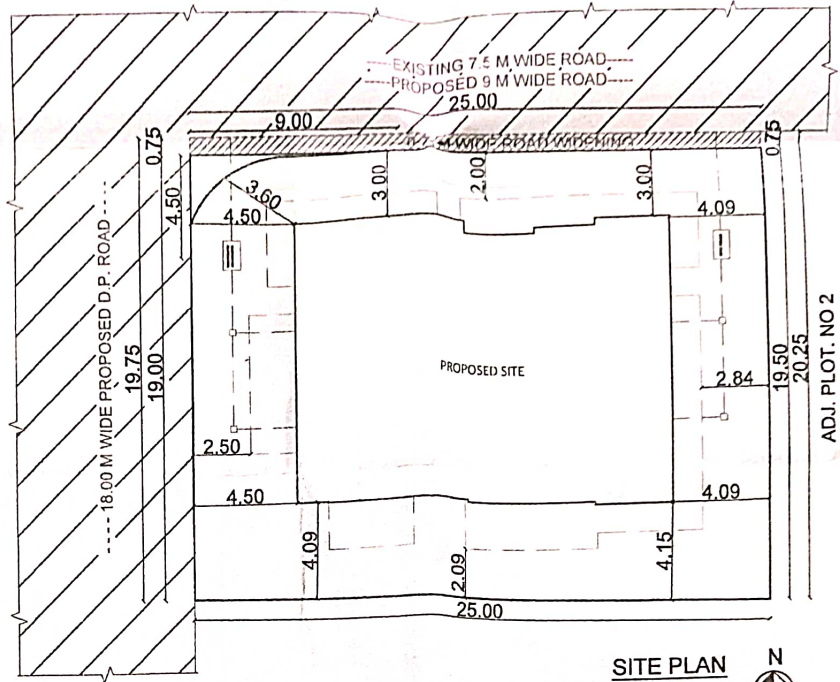 ----EXISTING 7.5 M WIDE ROAD----
----PROPOSED 9 M WIDE ROAD----
25.00
9.00
0.75
M WIDE ROAD WIDENING
0.75
4.50
3.60
4.50
3.00
2.00
3.00
4.09
---- 18.00 M WIDE PROPOSED D.P. ROAD ----
19.75
19.00
PROPOSED SITE
2.84
19.50
20.25
ADJ. PLOT. NO 2
2.50
4.50
4.09
4.09
2.09
4.15
25.00
SITE PLAN
N